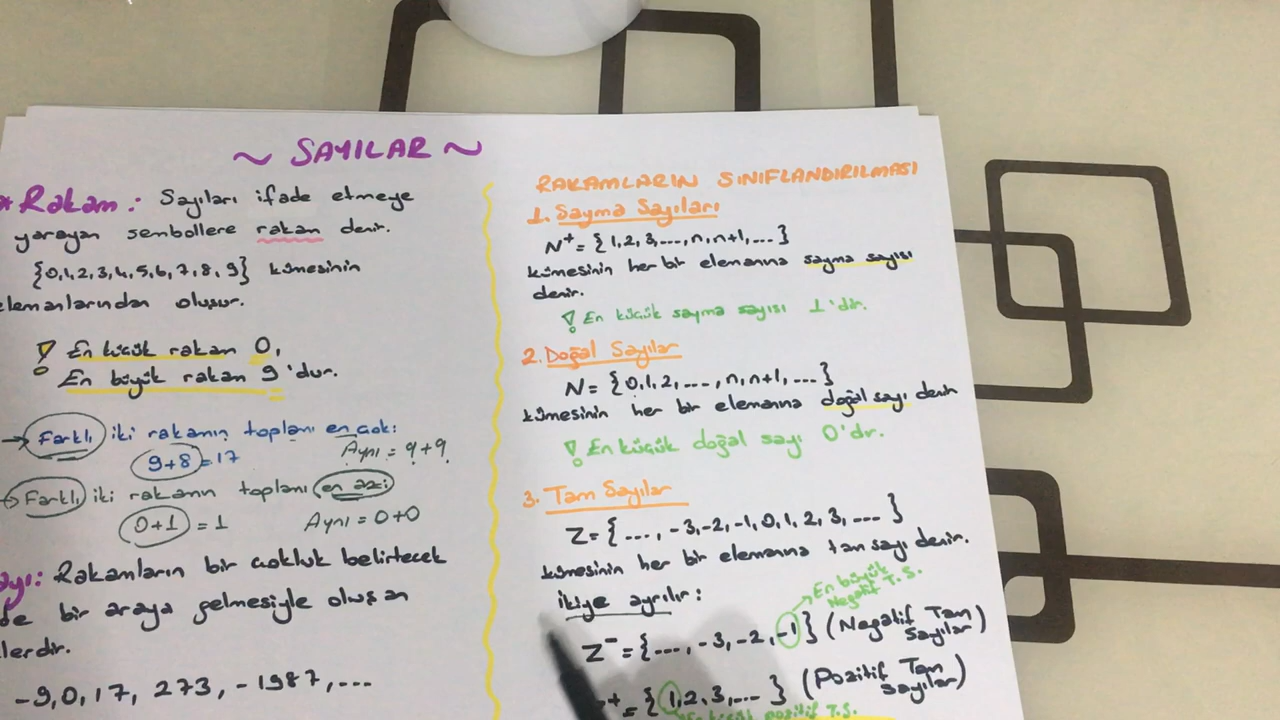 ~ SAYILAR ~
* Rakam: Sayıları ifade etmeye
yarayan sembollere rakam denir.
{0,1,2,3,4,5,6,7,8,9} kümesinin
elemanlarından oluşur.
! En küçük rakam 0,
En büyük rakam 9'dur.
→ Farklı iki rakamın toplamı en çok:
9+8=17 Aynı = 9+9
→ Farklı iki rakamın toplamı en az:
0+1=1 Aynı = 0+0
ayı: Rakamların bir çokluk belirtecek
de bir araya gelmesiyle oluşan
lerdir.
-9,0,17, 273, -1987,...
RAKAMLARIN SINIFLANDIRILMASI
1. Sayma Sayıları
N⁺ = {1,2,3,...,n,n+1,...}
kümesinin her bir elemanına sayma sayısı
denir.
! En küçük sayma sayısı 1'dir.
2. Doğal Sayılar
N = {0,1,2,...,n,n+1,...}
kümesinin her bir elemanına doğal sayı denir
! En küçük doğal sayı 0'dır.
3. Tam Sayılar
Z = {..., -3,-2,-1,0,1,2,3,...}
kümesinin her bir elemanına tam sayı denir.
İkiye ayrılır:
→ En büyük
Negatif T.S.
Z⁻ = {..., -3,-2,-1} (Negatif Tam
Sayılar)
⁺ = {1,2,3,...} (Pozitif Tam
sayılar)
pozitif T.S.